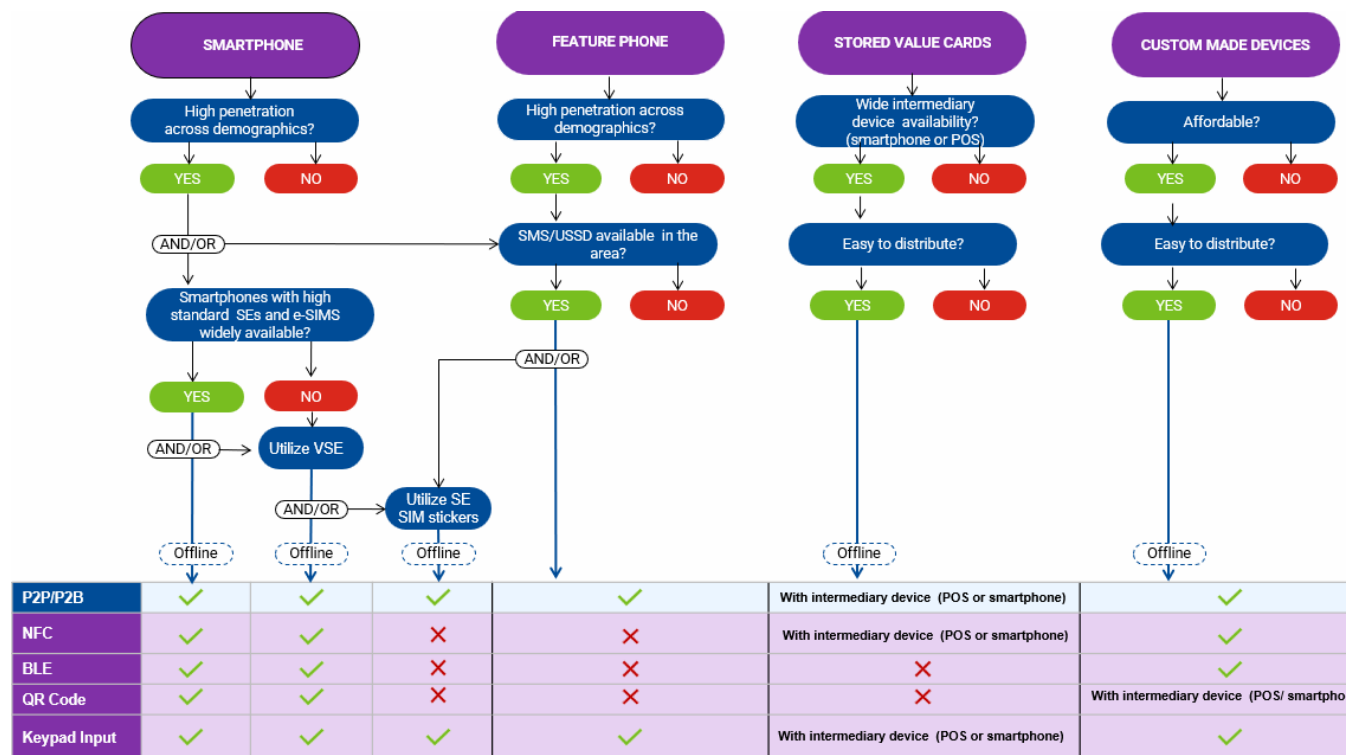 SMARTPHONE
FEATURE PHONE
STORED VALUE CARDS
CUSTOM MADE DEVICES
High penetration
across demographics?
High penetration across
demographics?
Wide intermediary
device availability?
(smartphone or POS)
Affordable?
YES
NO
YES
NO
YES
NO
YES
NO
AND/OR
SMS/USSD available in the
area?
Easy to distribute?
Easy to distribute?
YES
NO
YES
NO
YES
NO
Smartphones with high
standard SEs and e-SIMS
widely available?
AND/OR
YES
NO
AND/OR
Utilize VSE
AND/OR
Utilize SE
SIM stickers
Offline
Offline
Offline
Offline
Offline
P2P/P2B
With intermediary device (POS or smartphone)
NFC
With intermediary device (POS or smartphone)
BLE
QR Code
With intermediary device (POS/ smartpho
Keypad Input
With intermediary device (POS or smartphone)